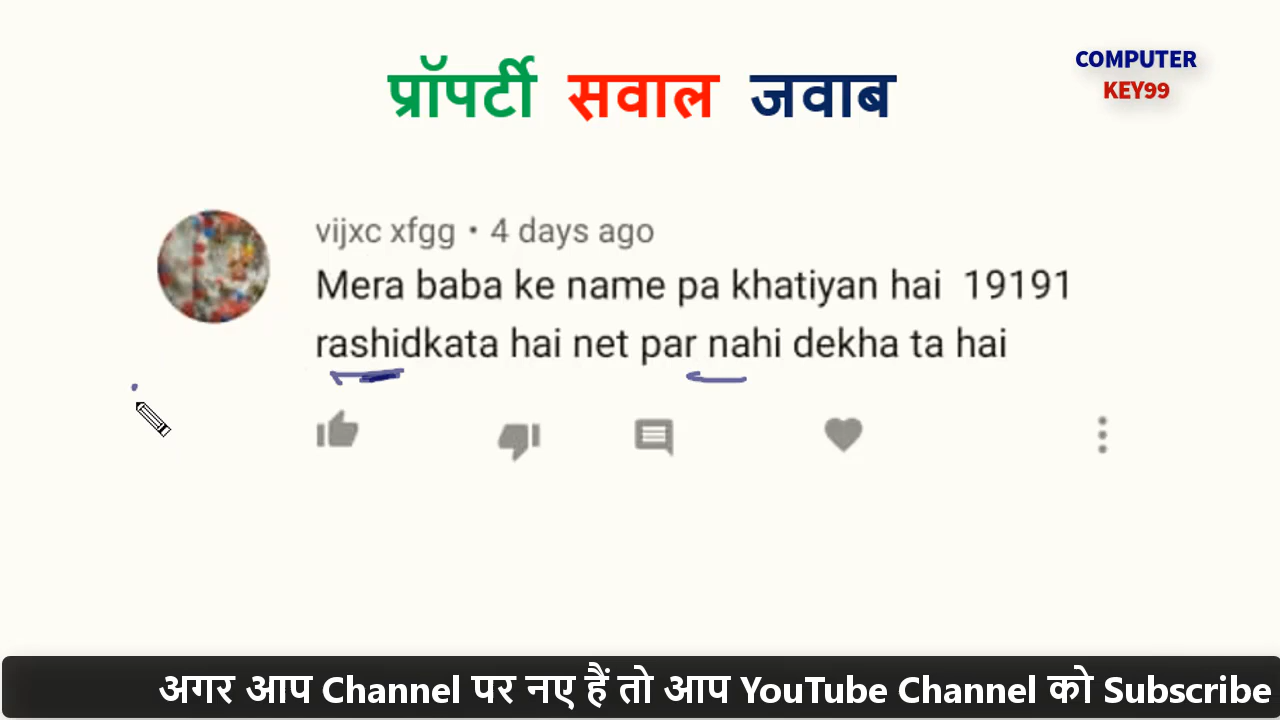 प्रॉपर्टी सवाल जवाब
COMPUTER
KEY99
vijxc xfgg • 4 days ago
Mera baba ke name pa khatiyan hai 19191
rashidkata hai net par nahi dekha ta hai
अगर आप Channel पर नए हैं तो आप YouTube Channel को Subscribe